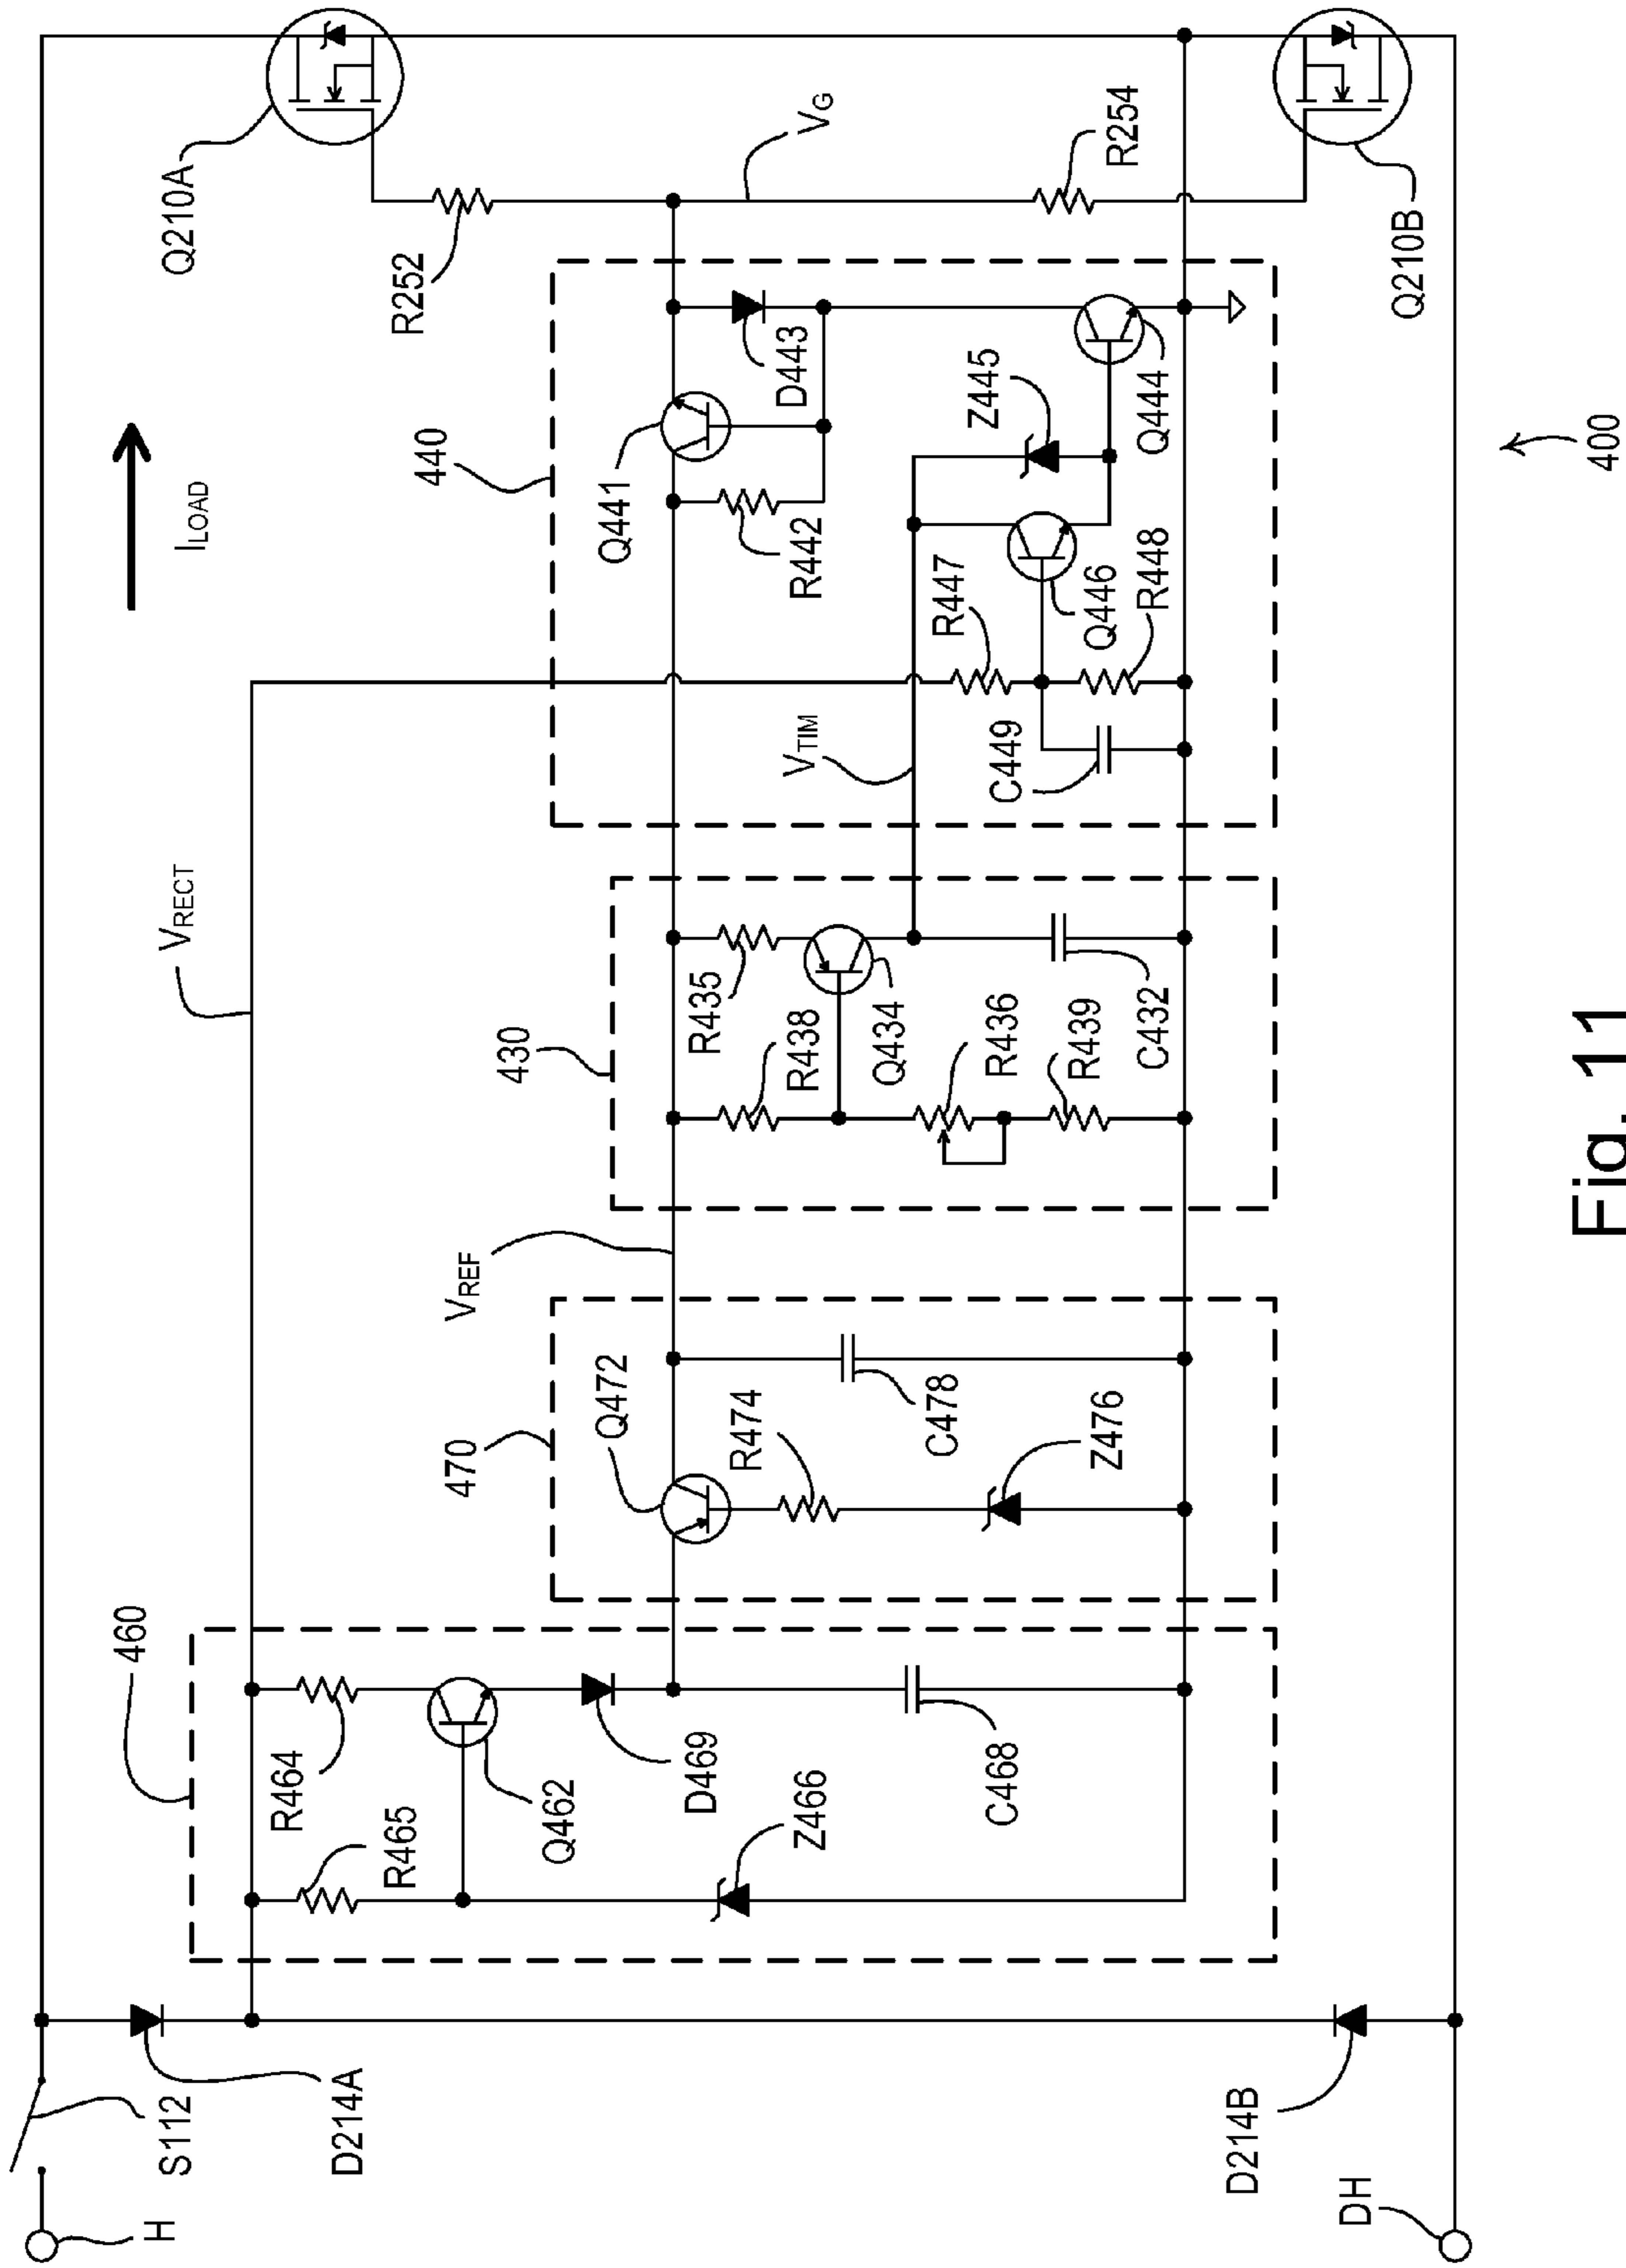 Q210A
Q210B
R252
V_G
R254
I_LOAD
440
Q441
R442
D443
Z445
Q444
400
R447
Q446
R448
V_TIM
C449
V_RECT
430
R435
R438
Q434
R436
R439
C432
V_REF
470
Q472
R474
C478
Z476
460
R464
R465
Q462
D469
Z466
C468
S112
H
D214A
D214B
DH
Fig. 11